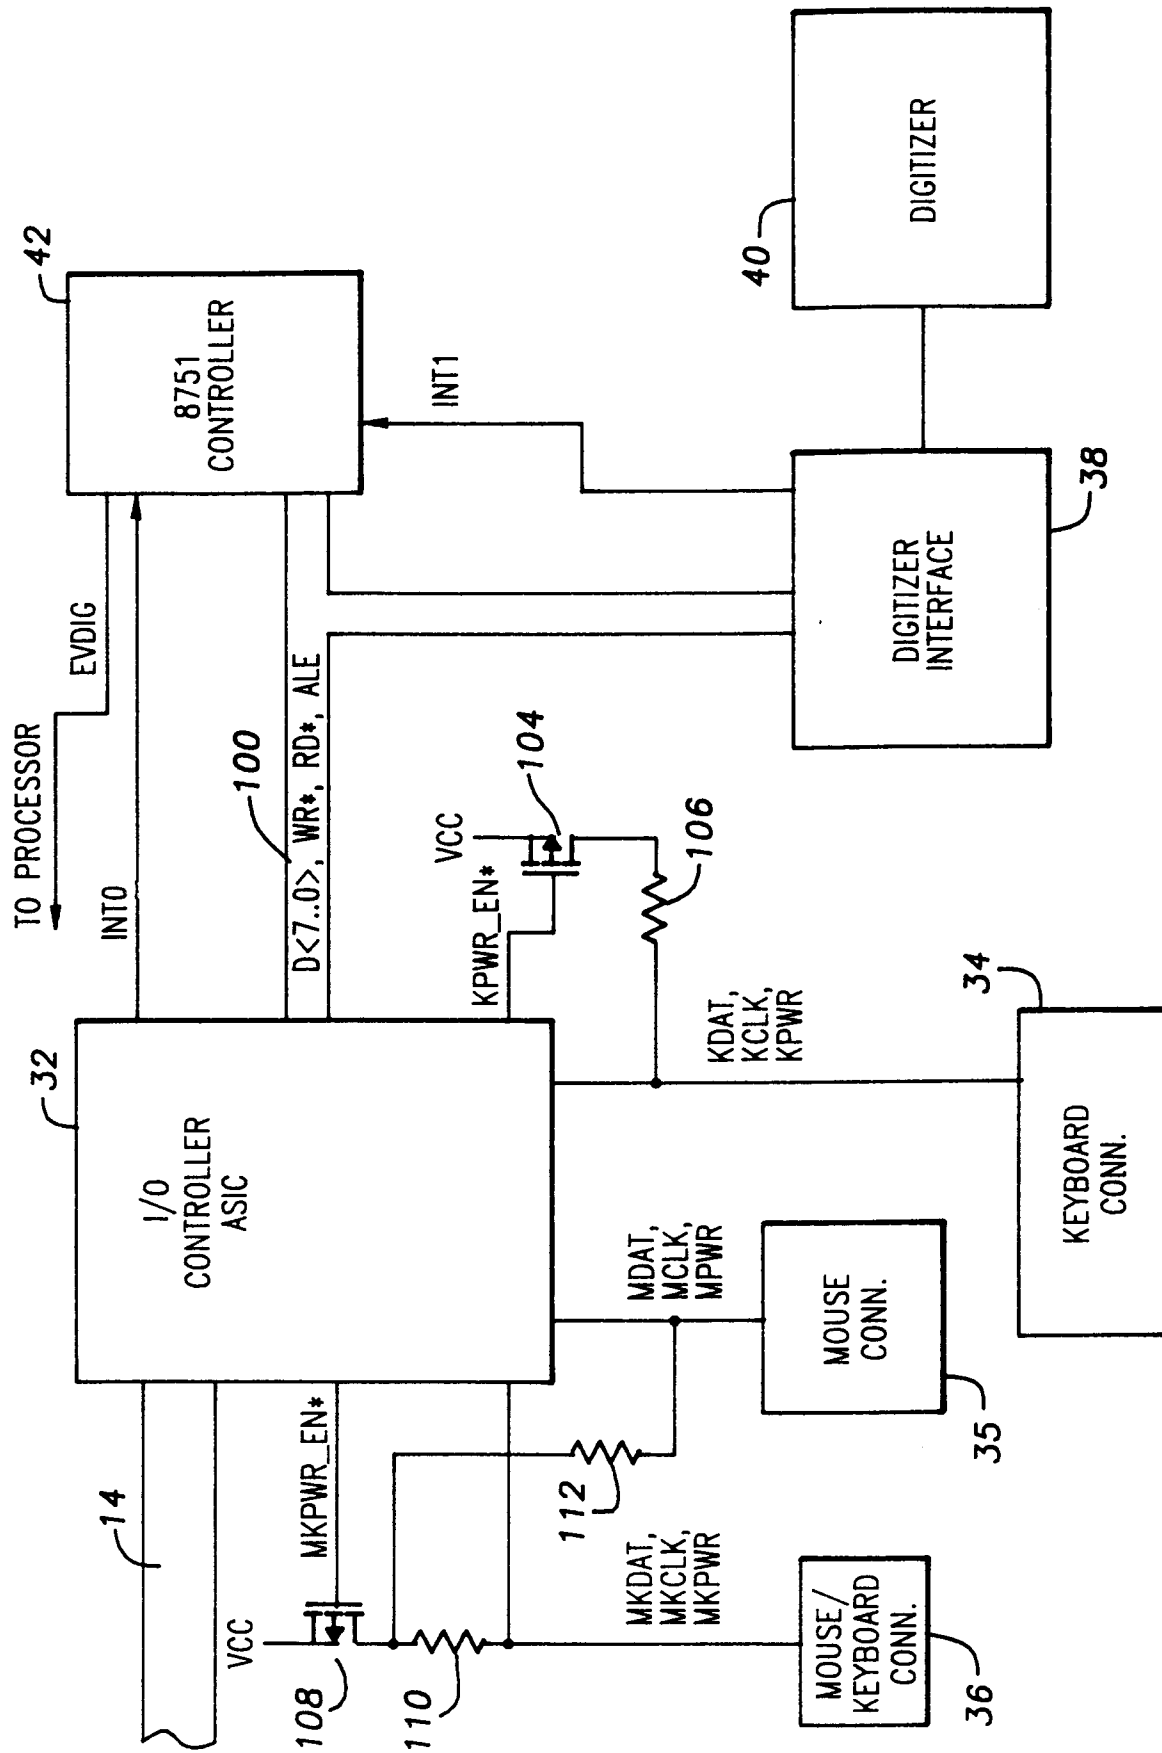 TO PROCESSOR
EVDIG
INT0
42
8751
CONTROLLER
INT1
100
D<7..0>, WR*, RD*, ALE
32
I/O
CONTROLLER
ASIC
14
MKPWR_EN*
VCC
108
110
112
KPWR_EN*
VCC
104
106
MKDAT,
MKCLK,
MKPWR
MDAT,
MCLK,
MPWR
KDAT,
KCLK,
KPWR
MOUSE/
KEYBOARD
CONN.
36
MOUSE
CONN.
35
KEYBOARD
CONN.
34
DIGITIZER
INTERFACE
38
DIGITIZER
40